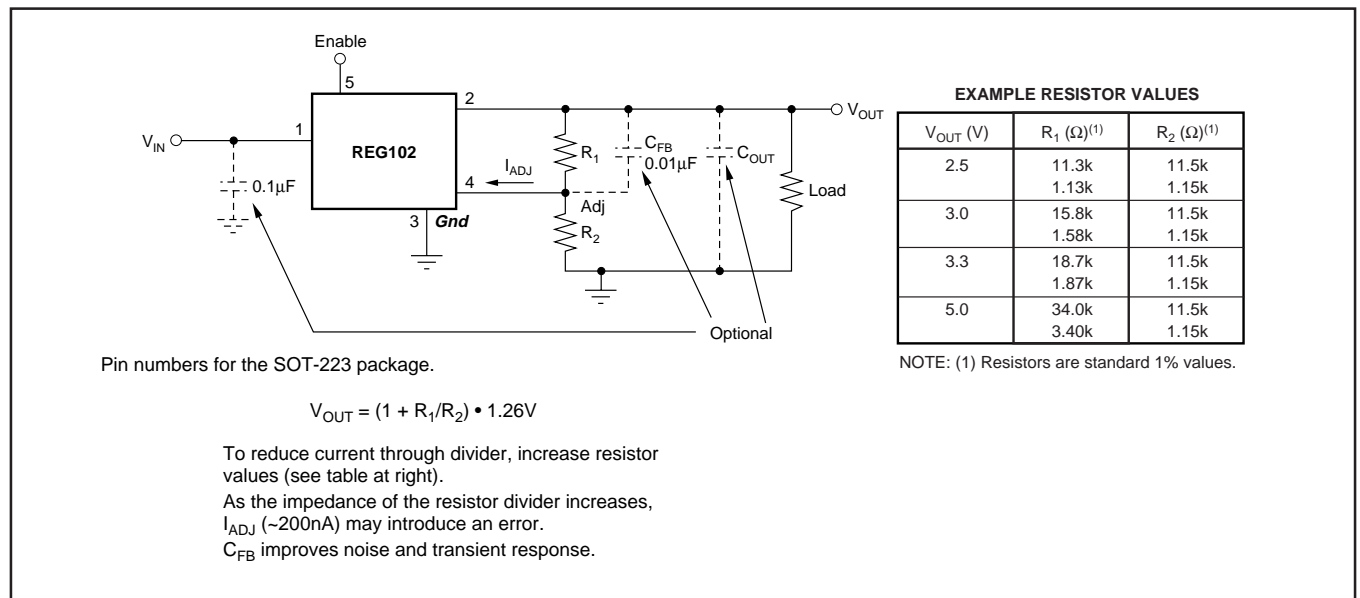 Enable
5
2
V_OUT
V_IN
1
REG102
R_1
C_FB
0.01µF
C_OUT
I_ADJ
4
Load
0.1µF
Adj
3
Gnd
R_2
Optional
Pin numbers for the SOT-223 package.
V_OUT = (1 + R_1/R_2) • 1.26V
To reduce current through divider, increase resistor
values (see table at right).
As the impedance of the resistor divider increases,
I_ADJ (~200nA) may introduce an error.
C_FB improves noise and transient response.
EXAMPLE RESISTOR VALUES
V_OUT (V) R_1 (Ω)(1) R_2 (Ω)(1)
2.5 11.3k 11.5k
1.13k 1.15k
3.0 15.8k 11.5k
1.58k 1.15k
3.3 18.7k 11.5k
1.87k 1.15k
5.0 34.0k 11.5k
3.40k 1.15k
NOTE: (1) Resistors are standard 1% values.